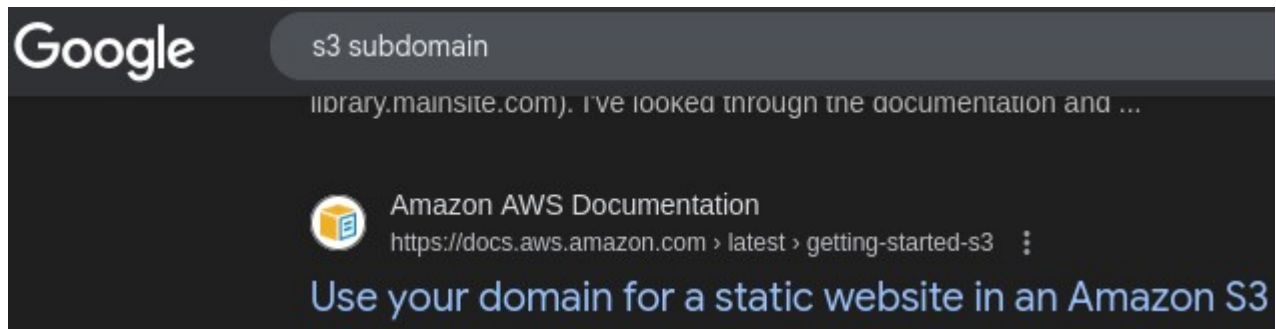 Google
s3 subdomain
library.mainsite.com). I've looked through the documentation and ...
Amazon AWS Documentation
https://docs.aws.amazon.com › latest › getting-started-s3
Use your domain for a static website in an Amazon S3